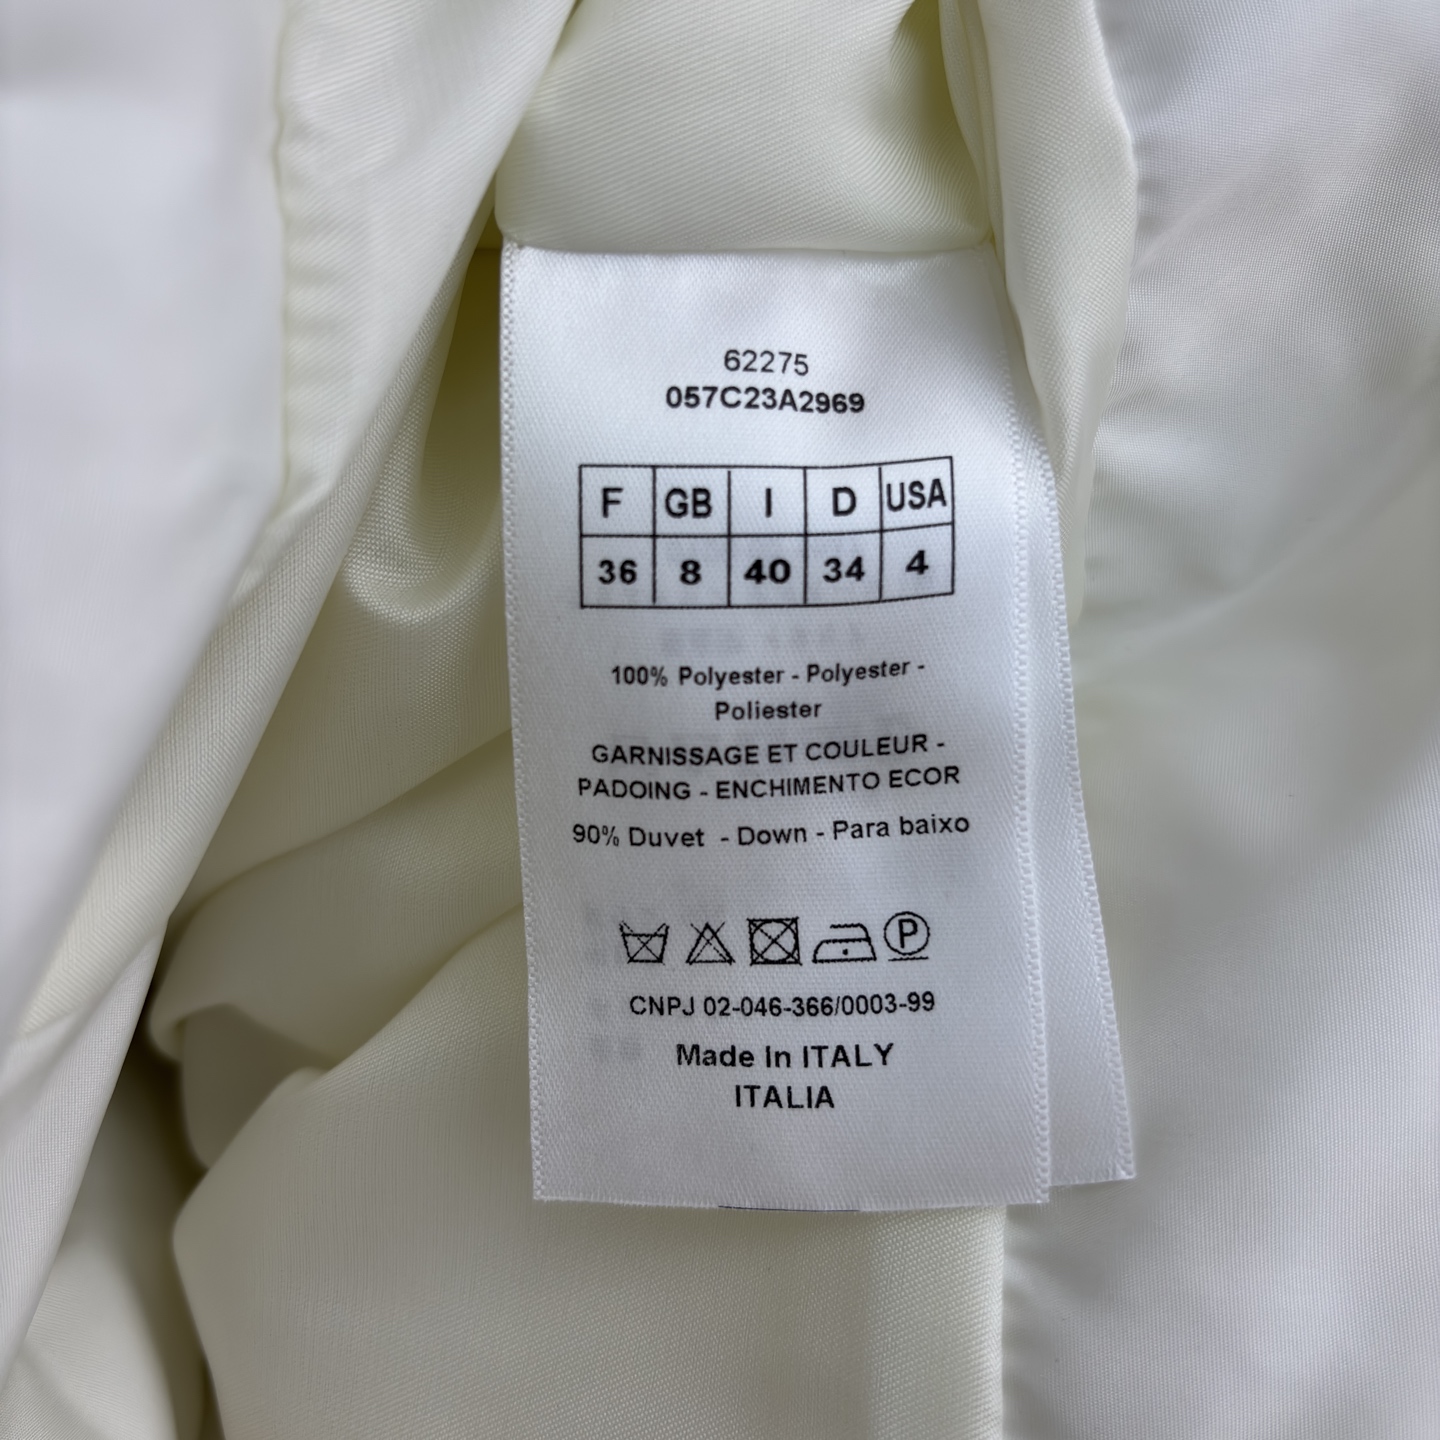 62275
057C23A2969
F GB I D USA
36 8 40 34 4
100% Polyester - Polyester -
Poliester
GARNISSAGE ET COULEUR -
PADOING - ENCHIMENTO ECOR
90% Duvet - Down - Para baixo
P
CNPJ 02-046-366/0003-99
Made In ITALY
ITALIA